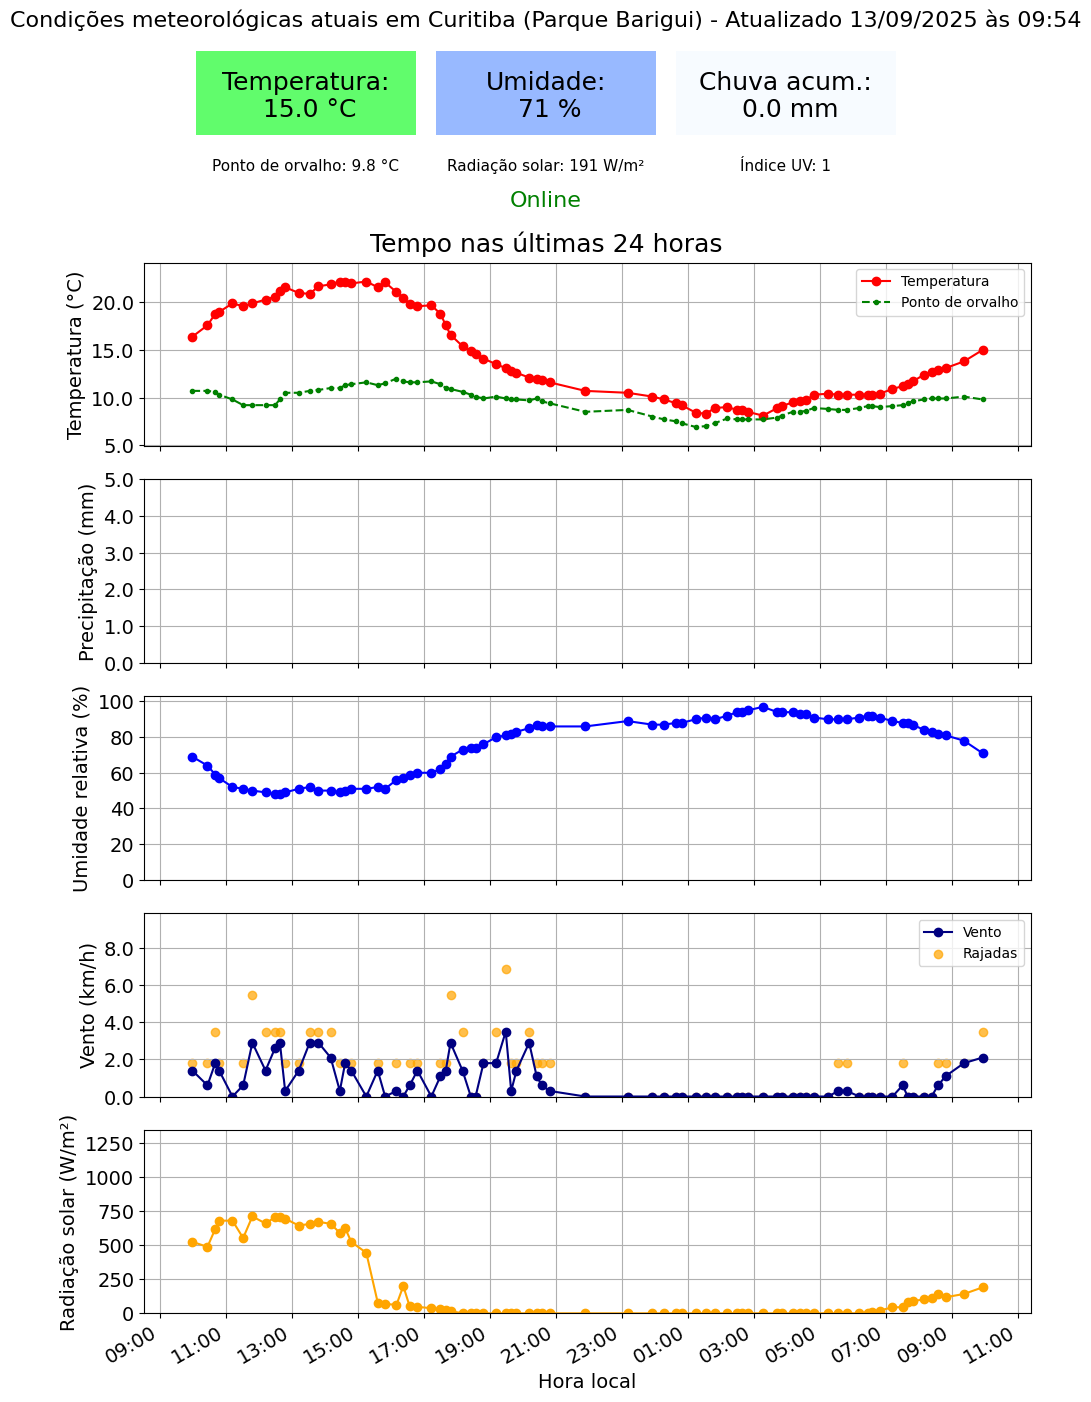 Condições meteorológicas atuais em Curitiba (Parque Barigui) - Atualizado 13/09/2025 às 09:54
Temperatura:
15.0 °C
Umidade:
71 %
Chuva acum.:
0.0 mm
Ponto de orvalho: 9.8 °C
Radiação solar: 191 W/m²
Índice UV: 1
Online
Tempo nas últimas 24 horas
Temperatura (°C)
20.0
15.0
10.0
5.0
Temperatura
Ponto de orvalho
Precipitação (mm)
5.0
4.0
3.0
2.0
1.0
0.0
Umidade relativa (%)
100
80
60
40
20
0
Vento (km/h)
8.0
6.0
4.0
2.0
0.0
Vento
Rajadas
Radiação solar (W/m²)
1250
1000
750
500
250
0
09:00
11:00
13:00
15:00
17:00
19:00
21:00
23:00
01:00
03:00
05:00
07:00
09:00
11:00
Hora local